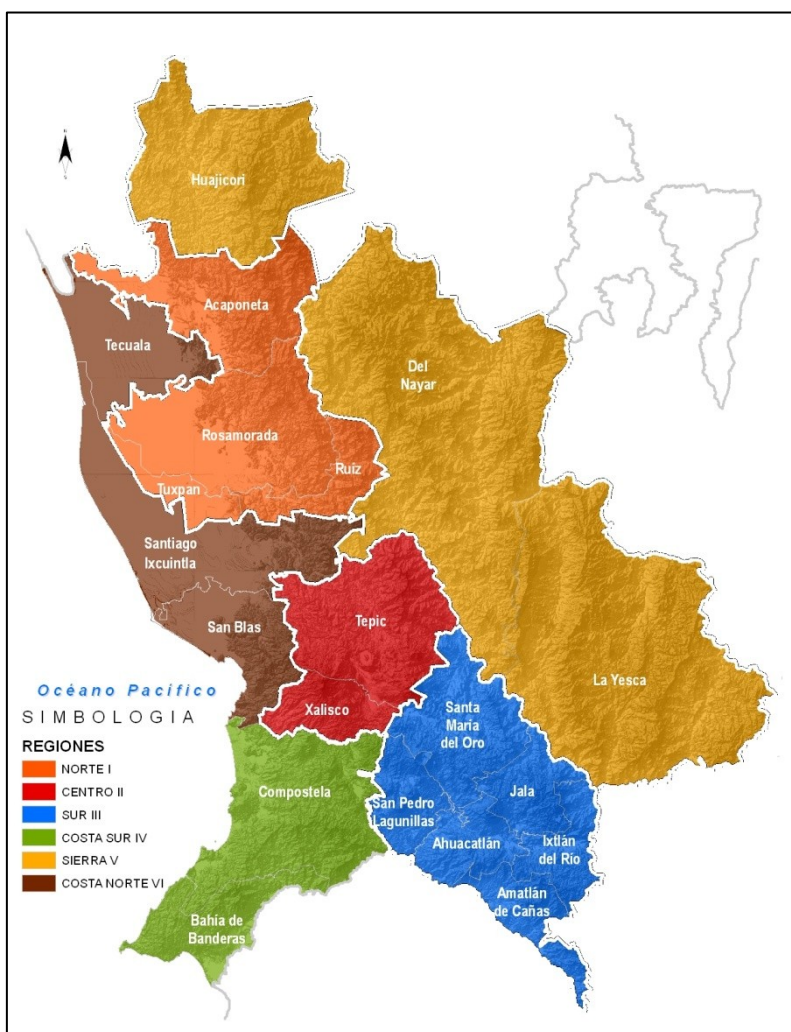 Huajicori
Acaponeta
Tecuala
Del
Nayar
Rosamorada
Ruíz
Tuxpan
Santiago
Ixcuintla
Tepic
San Blas
La Yesca
Océano Pacífico
Xalisco
Santa
María
del Oro
SIMBOLOGIA
REGIONES
NORTE I
CENTRO II
SUR III
COSTA SUR IV
SIERRA V
COSTA NORTE VI
Compostela
Jala
San Pedro
Lagunillas
Ahuacatlán
Ixtlán
del Río
Amatlán
de Cañas
Bahía de
Banderas